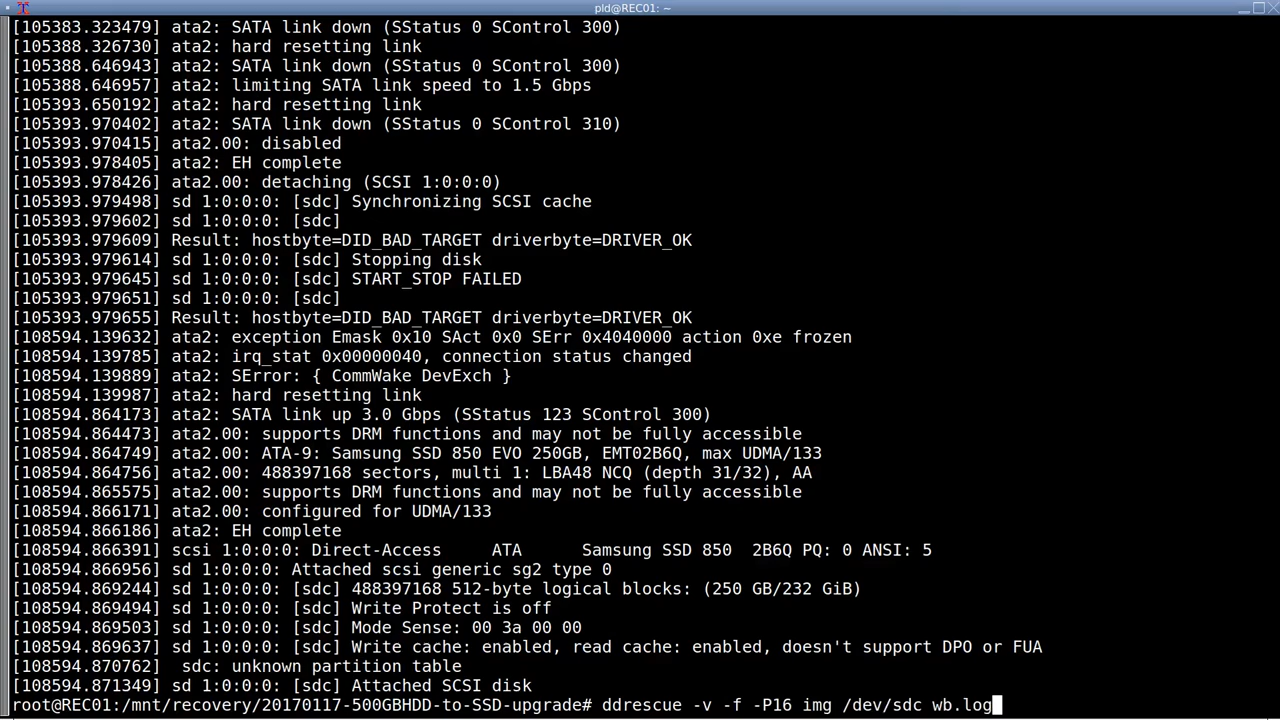 pld@REC01: ~
[105383.323479] ata2: SATA link down (SStatus 0 SControl 300)
[105388.326730] ata2: hard resetting link
[105388.646943] ata2: SATA link down (SStatus 0 SControl 300)
[105388.646957] ata2: limiting SATA link speed to 1.5 Gbps
[105393.650192] ata2: hard resetting link
[105393.970402] ata2: SATA link down (SStatus 0 SControl 310)
[105393.970415] ata2.00: disabled
[105393.978405] ata2: EH complete
[105393.978426] ata2.00: detaching (SCSI 1:0:0:0)
[105393.979498] sd 1:0:0:0: [sdc] Synchronizing SCSI cache
[105393.979602] sd 1:0:0:0: [sdc]
[105393.979609] Result: hostbyte=DID_BAD_TARGET driverbyte=DRIVER_OK
[105393.979614] sd 1:0:0:0: [sdc] Stopping disk
[105393.979645] sd 1:0:0:0: [sdc] START_STOP FAILED
[105393.979651] sd 1:0:0:0: [sdc]
[105393.979655] Result: hostbyte=DID_BAD_TARGET driverbyte=DRIVER_OK
[108594.139632] ata2: exception Emask 0x10 SAct 0x0 SErr 0x4040000 action 0xe frozen
[108594.139785] ata2: irq_stat 0x00000040, connection status changed
[108594.139889] ata2: SError: { CommWake DevExch }
[108594.139987] ata2: hard resetting link
[108594.864173] ata2: SATA link up 3.0 Gbps (SStatus 123 SControl 300)
[108594.864473] ata2.00: supports DRM functions and may not be fully accessible
[108594.864749] ata2.00: ATA-9: Samsung SSD 850 EVO 250GB, EMT02B6Q, max UDMA/133
[108594.864756] ata2.00: 488397168 sectors, multi 1: LBA48 NCQ (depth 31/32), AA
[108594.865575] ata2.00: supports DRM functions and may not be fully accessible
[108594.866171] ata2.00: configured for UDMA/133
[108594.866186] ata2: EH complete
[108594.866391] scsi 1:0:0:0: Direct-Access     ATA      Samsung SSD 850  2B6Q PQ: 0 ANSI: 5
[108594.866956] sd 1:0:0:0: Attached scsi generic sg2 type 0
[108594.869244] sd 1:0:0:0: [sdc] 488397168 512-byte logical blocks: (250 GB/232 GiB)
[108594.869494] sd 1:0:0:0: [sdc] Write Protect is off
[108594.869503] sd 1:0:0:0: [sdc] Mode Sense: 00 3a 00 00
[108594.869637] sd 1:0:0:0: [sdc] Write cache: enabled, read cache: enabled, doesn't support DPO or FUA
[108594.870762]  sdc: unknown partition table
[108594.871349] sd 1:0:0:0: [sdc] Attached SCSI disk
root@REC01:/mnt/recovery/20170117-500GBHDD-to-SSD-upgrade# ddrescue -v -f -P16 img /dev/sdc wb.log